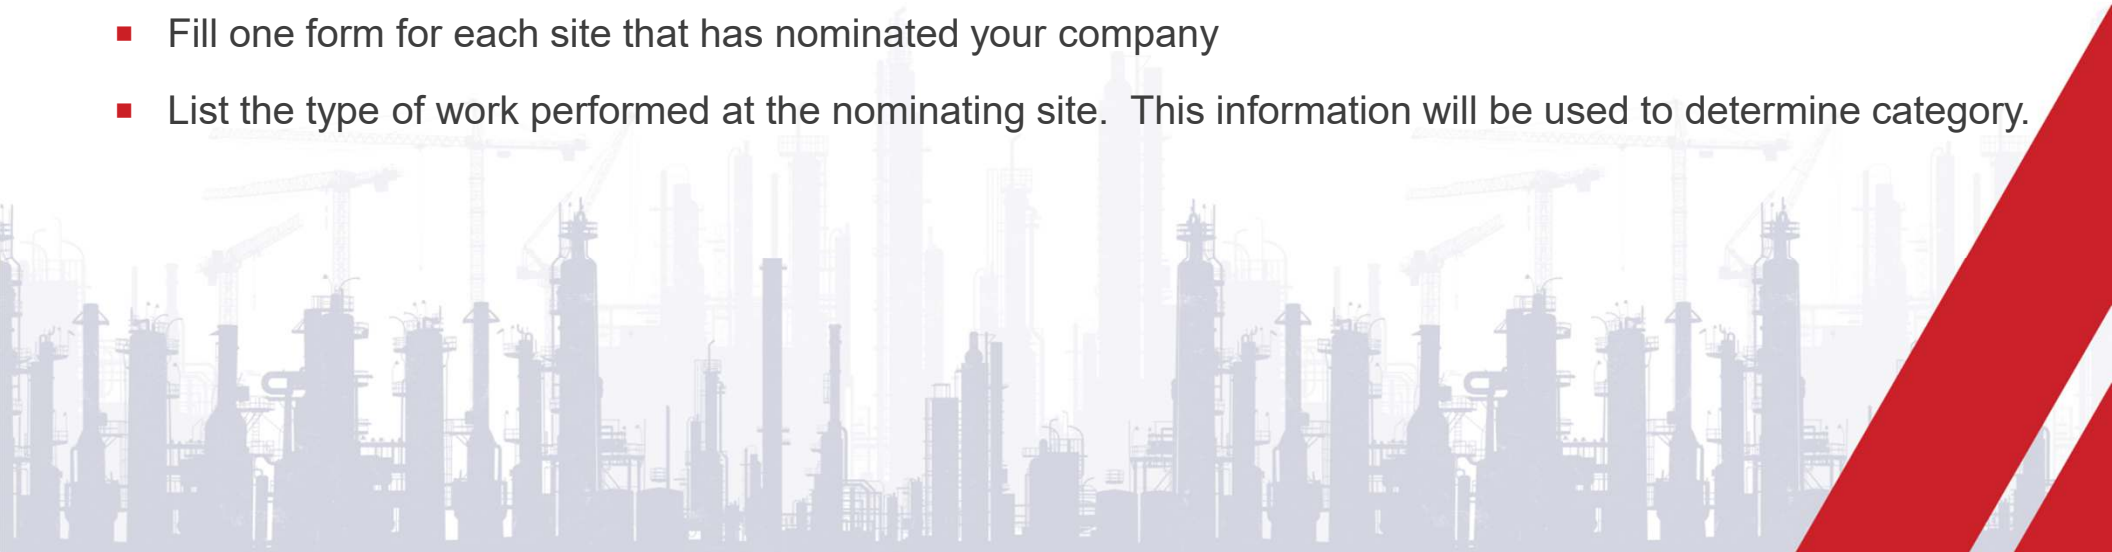 ▪ Fill one form for each site that has nominated your company
▪ List the type of work performed at the nominating site.  This information will be used to determine category.